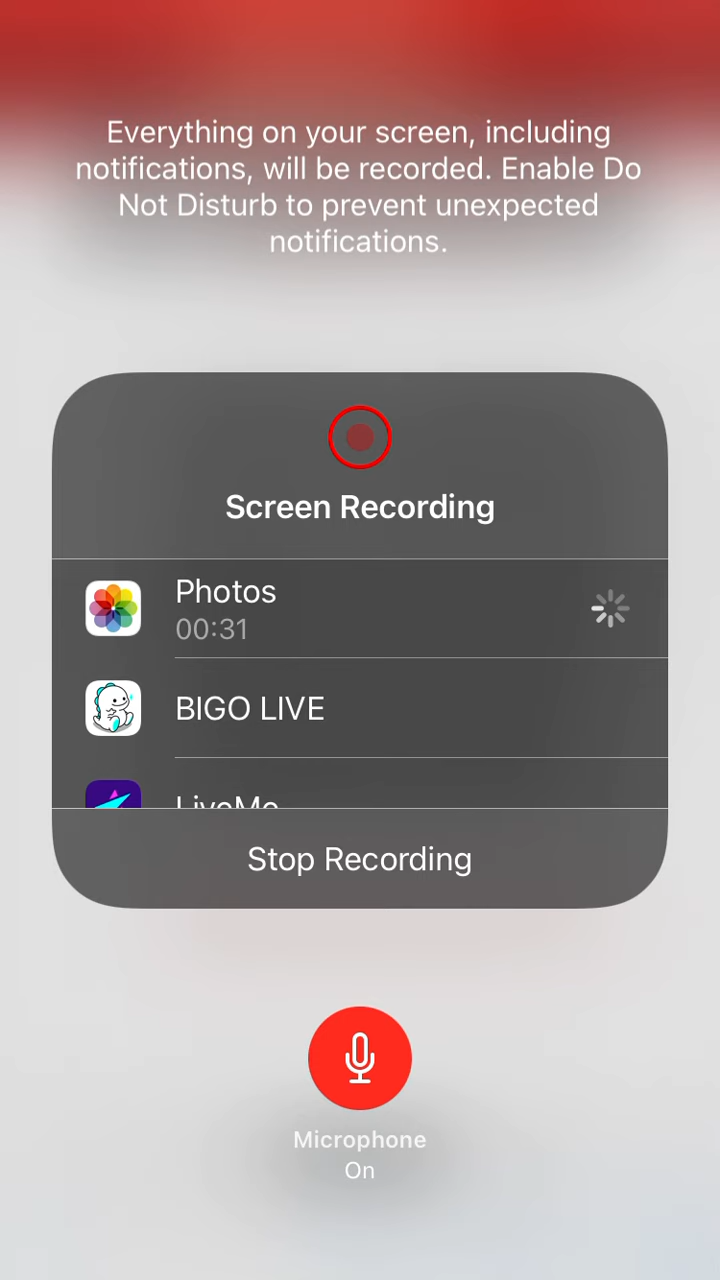 Everything on your screen, including
notifications, will be recorded. Enable Do
Not Disturb to prevent unexpected
notifications.
Screen Recording
Photos
00:31
BIGO LIVE
LiveMe
Stop Recording
Microphone
On